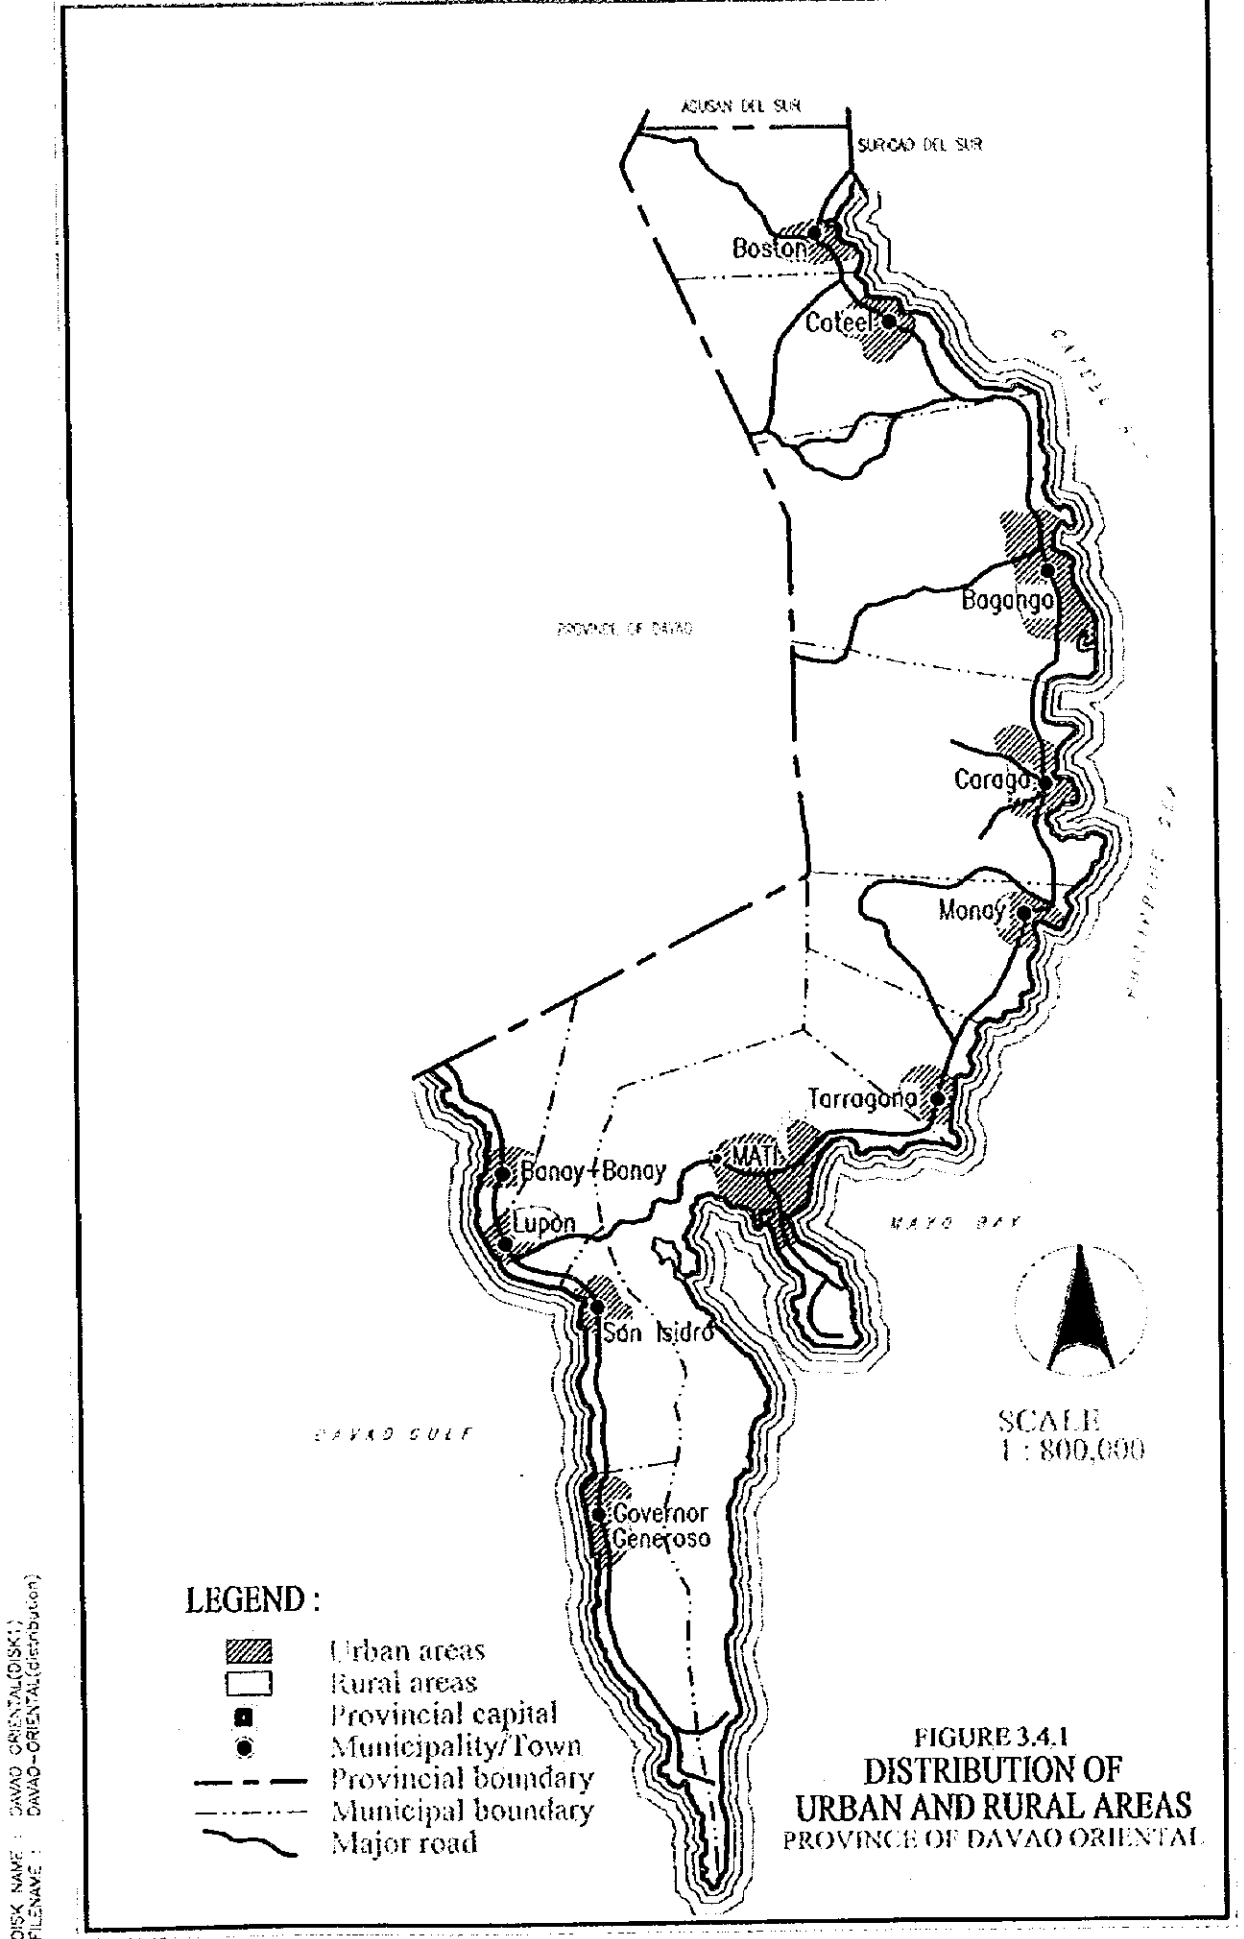 AGUSAN DEL SUR
SURIGAO DEL SUR
Boston
Cateel
Baganga
PROVINCE OF DAVAO
Caraga
PHILIPPINE SEA
Manay
Tarragona
MATI
Banay-Banay
Lupon
MAYO BAY
San Isidro
SCALE
1 : 800,000
DAVAO GULF
Governor
Generoso
LEGEND :
Urban areas
Rural areas
Provincial capital
Municipality/Town
Provincial boundary
Municipal boundary
Major road
FIGURE 3.4.1
DISTRIBUTION OF
URBAN AND RURAL AREAS
PROVINCE OF DAVAO ORIENTAL
DISK NAME : DAVAO ORIENTAL(DISK1)
FILENAME : DAVAO-ORIENTAL(distribution)